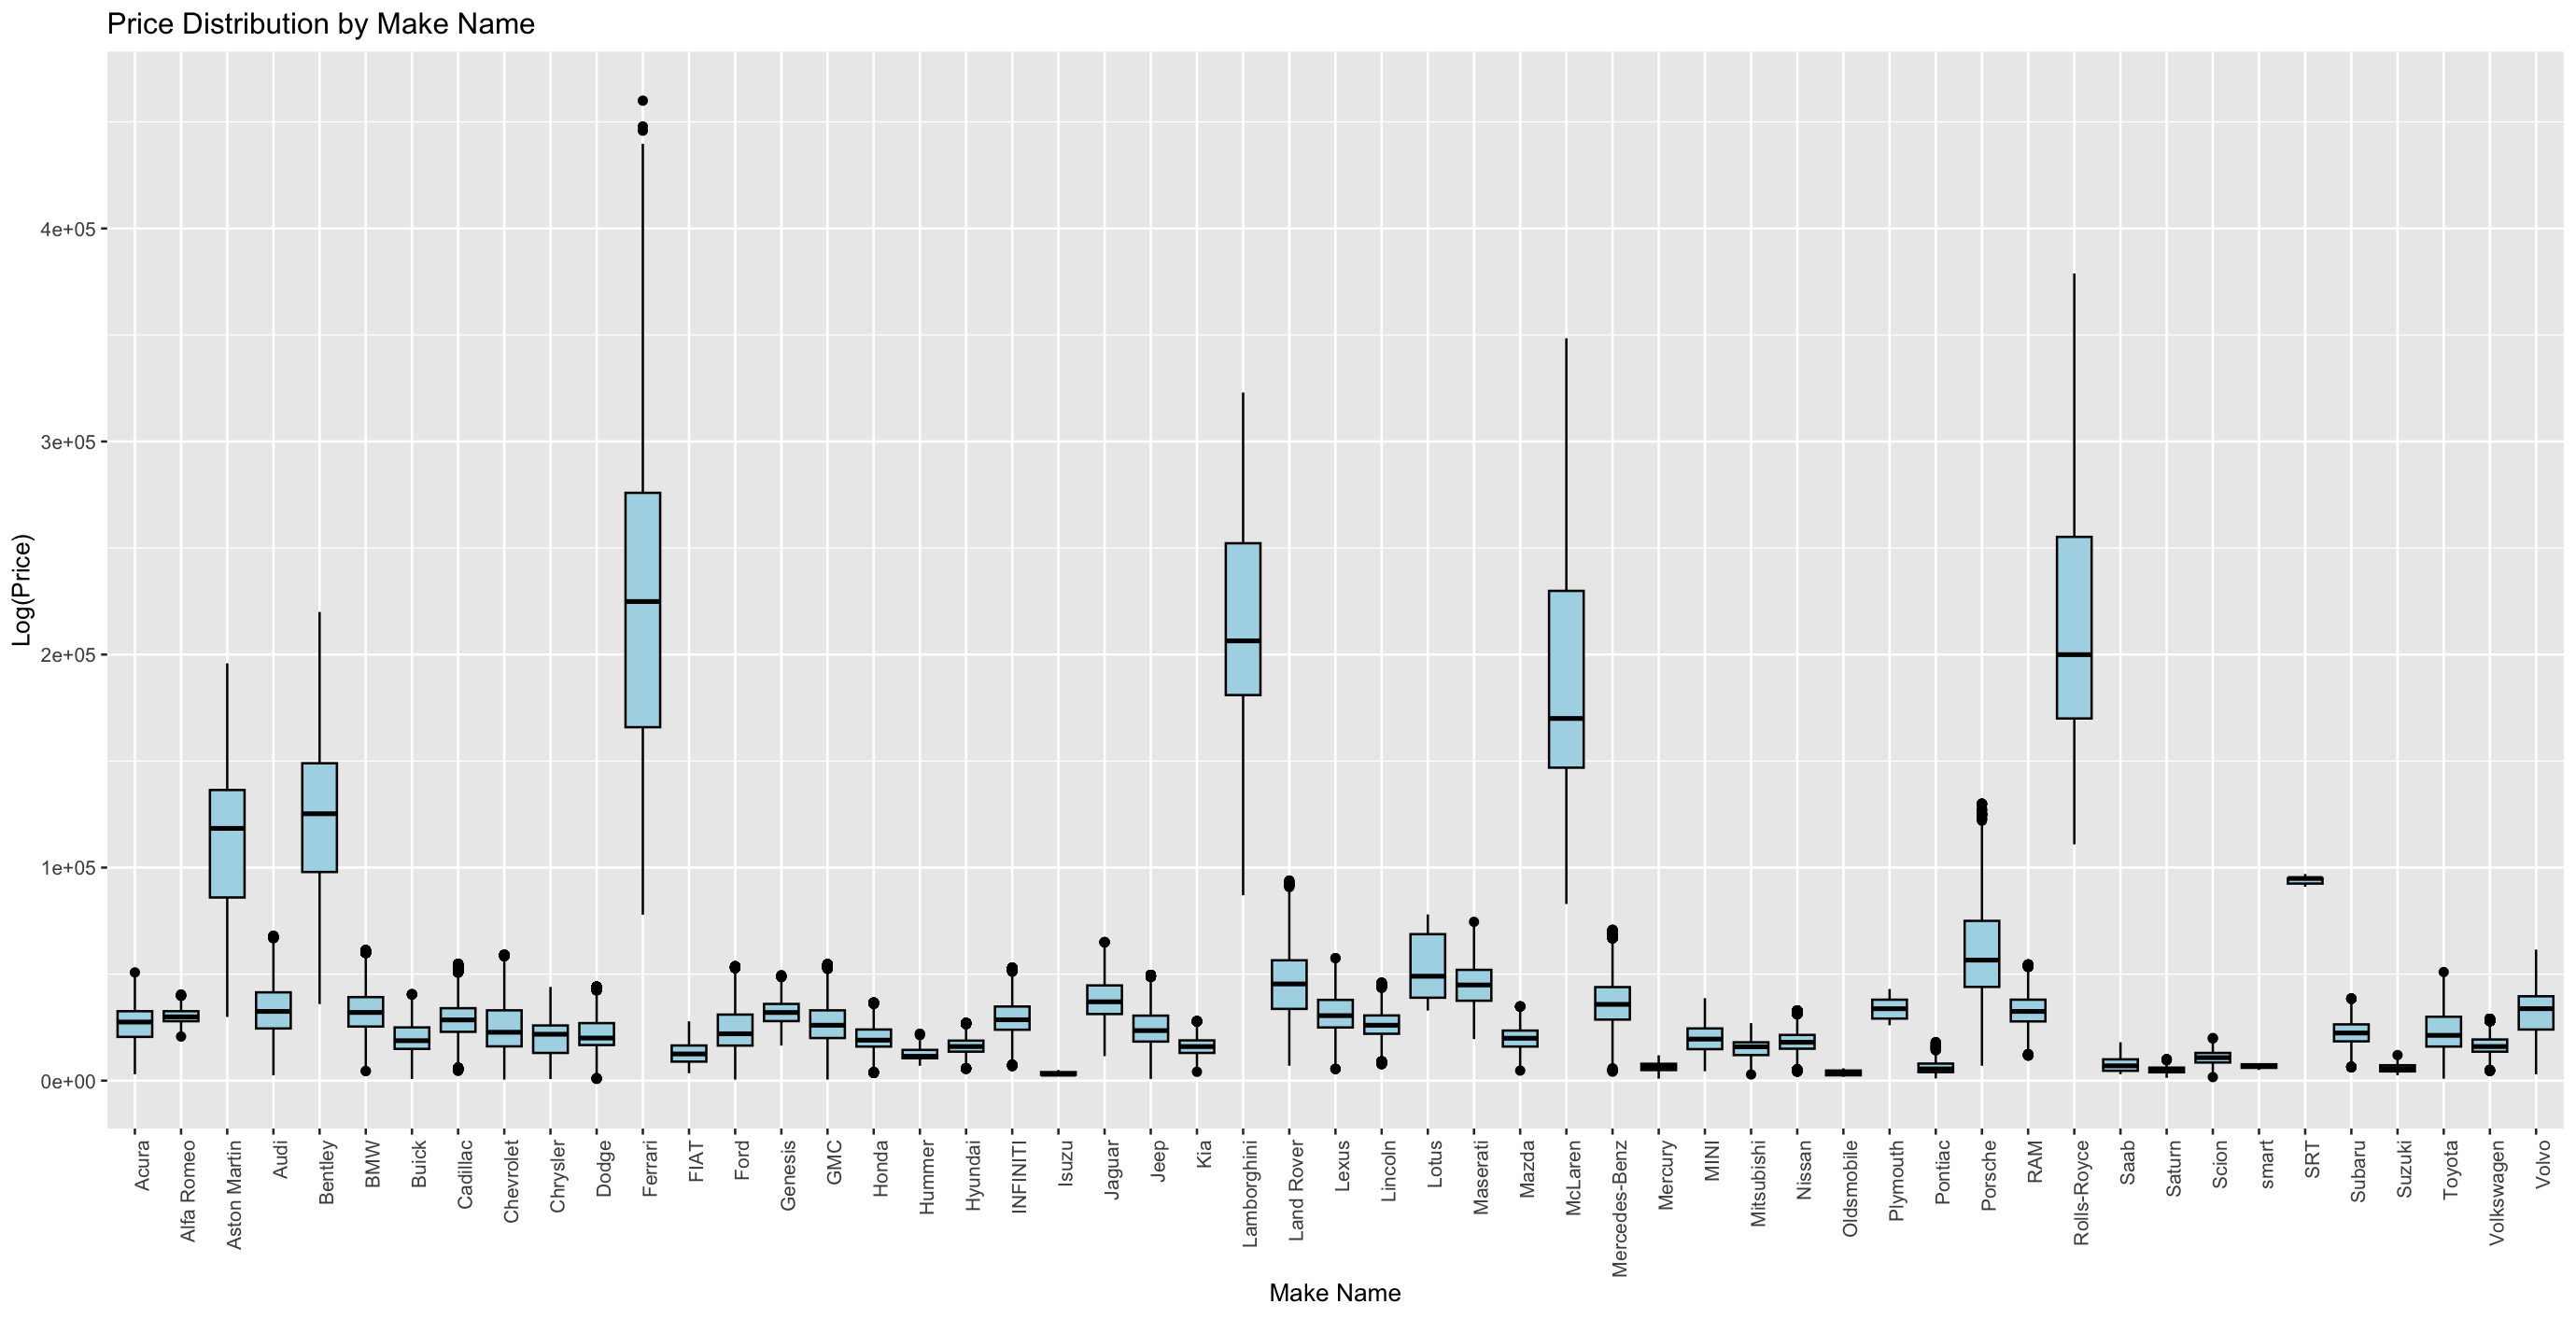 Price Distribution by Make Name
Log(Price)
4e+05
3e+05
2e+05
1e+05
0e+00
Acura
Alfa Romeo
Aston Martin
Audi
Bentley
BMW
Buick
Cadillac
Chevrolet
Chrysler
Dodge
Ferrari
FIAT
Ford
Genesis
GMC
Honda
Hummer
Hyundai
INFINITI
Isuzu
Jaguar
Jeep
Kia
Lamborghini
Land Rover
Lexus
Lincoln
Lotus
Maserati
Mazda
McLaren
Mercedes-Benz
Mercury
MINI
Mitsubishi
Nissan
Oldsmobile
Plymouth
Pontiac
Porsche
RAM
Rolls-Royce
Saab
Saturn
Scion
smart
SRT
Subaru
Suzuki
Toyota
Volkswagen
Volvo
Make Name